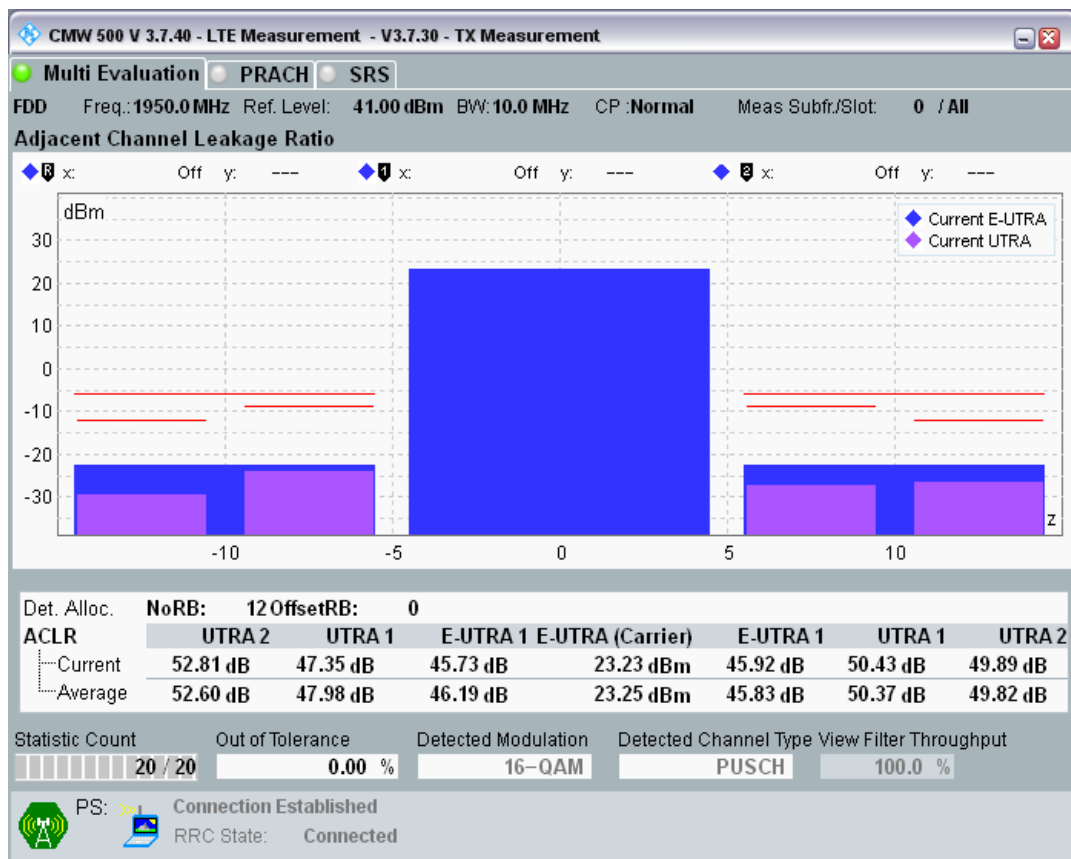 CMW 500 V 3.7.40 - LTE Measurement - V3.7.30 - TX Measurement
Multi Evaluation PRACH SRS
FDD Freq.:1950.0 MHz Ref. Level: 41.00 dBm BW:10.0 MHz CP :Normal Meas Subfr./Slot: 0 / All
Adjacent Channel Leakage Ratio
R x: Off y: --- 1 x: Off y: --- 2 x: Off y: ---
dBm
Current E-UTRA
Current UTRA
30
20
10
0
-10
-20
-30
z
-10 -5 0 5 10
Det. Alloc. NoRB: 12 OffsetRB: 0
ACLR UTRA 2 UTRA 1 E-UTRA 1 E-UTRA (Carrier) E-UTRA 1 UTRA 1 UTRA 2
Current 52.81 dB 47.35 dB 45.73 dB 23.23 dBm 45.92 dB 50.43 dB 49.89 dB
Average 52.60 dB 47.98 dB 46.19 dB 23.25 dBm 45.83 dB 50.37 dB 49.82 dB
Statistic Count Out of Tolerance Detected Modulation Detected Channel Type View Filter Throughput
20 / 20 0.00 % 16-QAM PUSCH 100.0 %
PS: Connection Established
RRC State: Connected